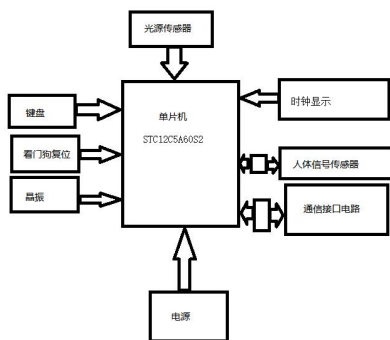 光源传感器
键盘
单片机
STC12C5A60S2
时钟显示
看门狗复位
人体信号传感器
晶振
通信接口电路
电源